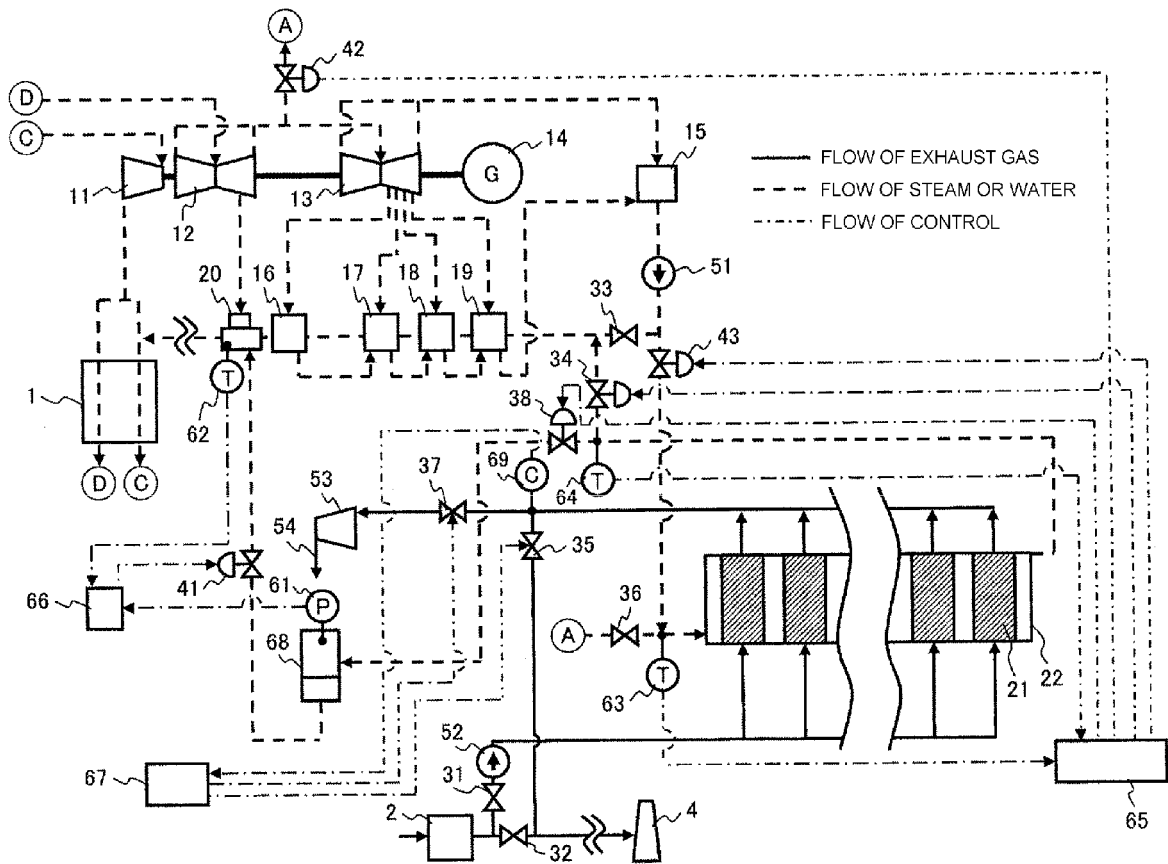 A
42
D
C
14
15
G
FLOW OF EXHAUST GAS
FLOW OF STEAM OR WATER
FLOW OF CONTROL
11
12
13
51
20
16
17
18
19
33
43
34
1
T
62
38
D
C
69
C
64
T
53
37
54
35
66
41
61
P
36
A
68
T
63
21
22
52
67
31
2
4
32
65